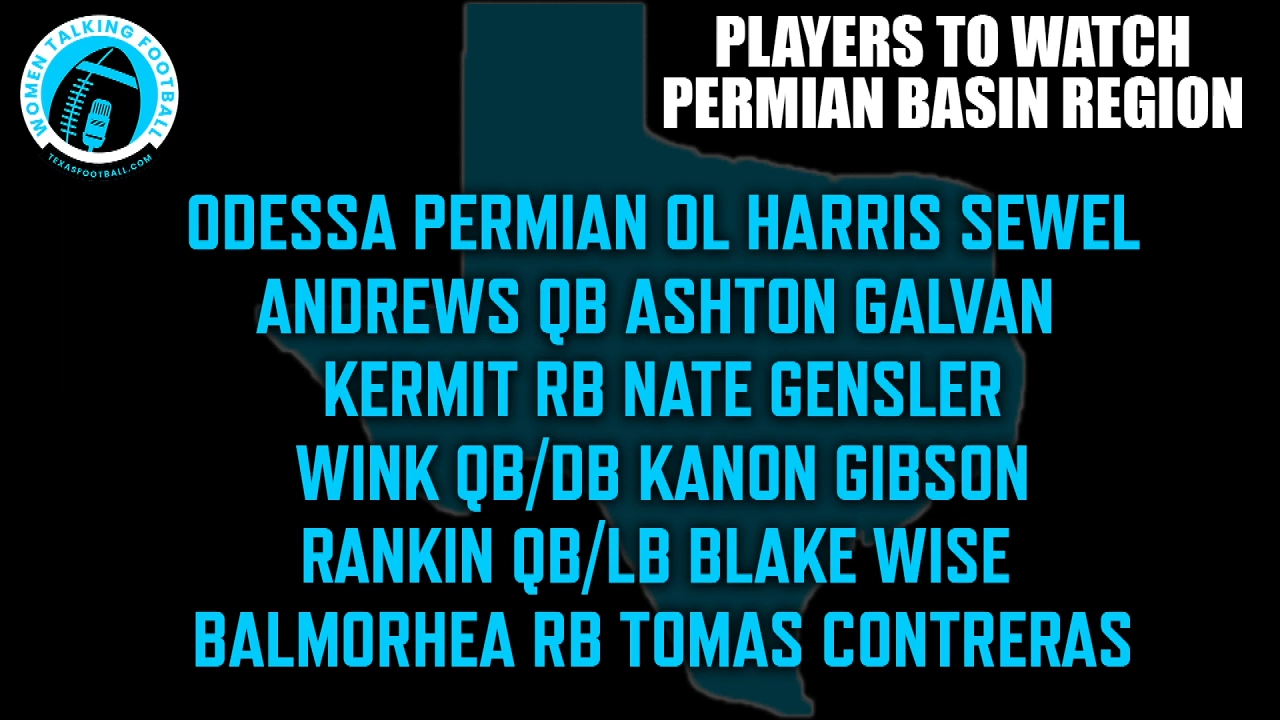 WOMEN TALKING FOOTBALL
TEXASFOOTBALL.COM
PLAYERS TO WATCH
PERMIAN BASIN REGION
ODESSA PERMIAN OL HARRIS SEWEL
ANDREWS QB ASHTON GALVAN
KERMIT RB NATE GENSLER
WINK QB/DB KANON GIBSON
RANKIN QB/LB BLAKE WISE
BALMORHEA RB TOMAS CONTRERAS